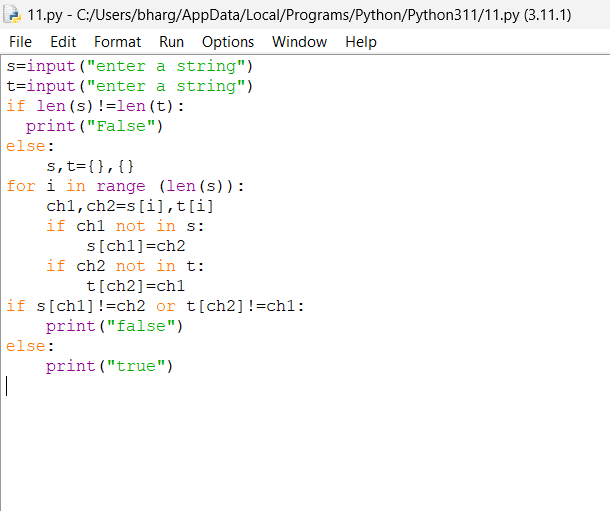 11.py - C:/Users/bharg/AppData/Local/Programs/Python/Python311/11.py (3.11.1)
File Edit Format Run Options Window Help
s=input("enter a string")
t=input("enter a string")
if len(s)!=len(t):
  print("False")
else:
    s,t={},{}
for i in range (len(s)):
    ch1,ch2=s[i],t[i]
    if ch1 not in s:
        s[ch1]=ch2
    if ch2 not in t:
        t[ch2]=ch1
if s[ch1]!=ch2 or t[ch2]!=ch1:
    print("false")
else:
    print("true")